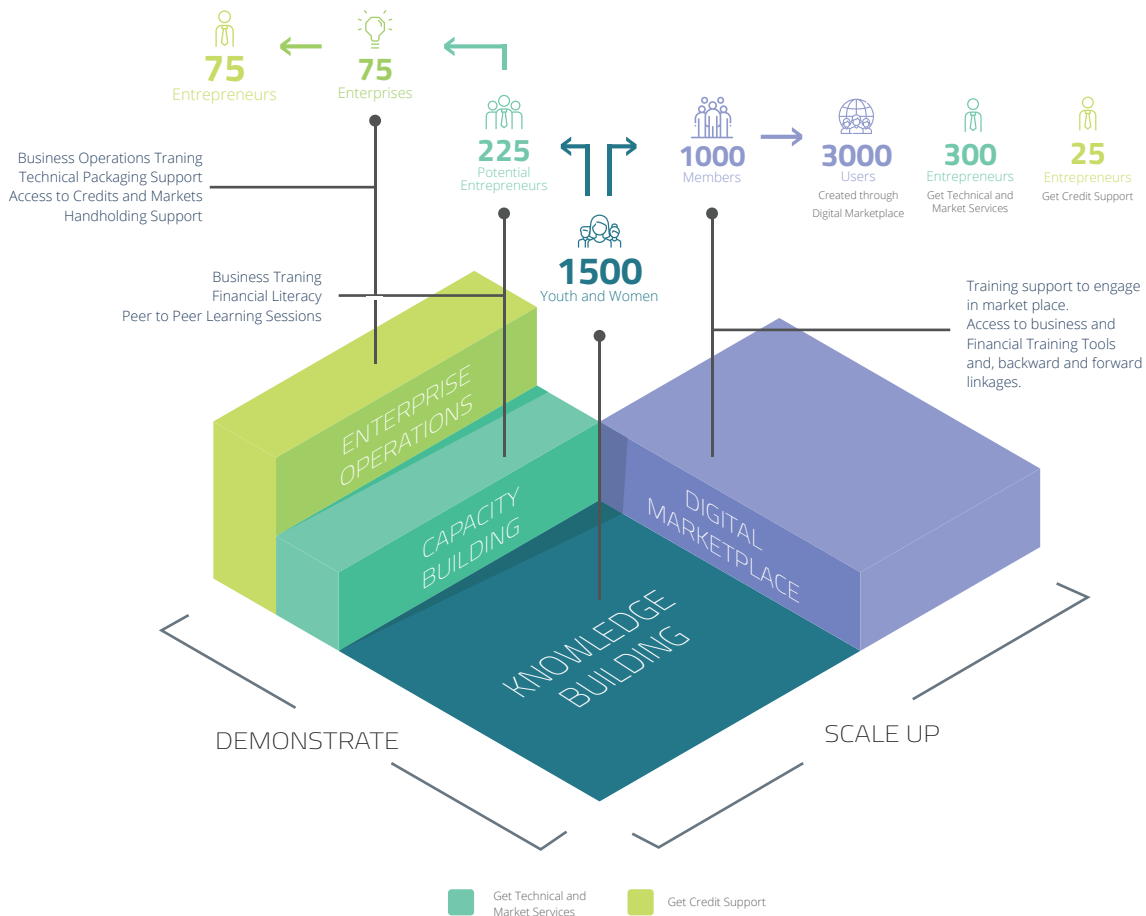 75
Entrepreneurs
75
Enterprises
225
Potential
Entrepreneurs
1000
Members
3000
Users
Created through
Digital Marketplace
300
Entrepreneurs
Get Technical and
Market Services
25
Entrepreneurs
Get Credit Support
Business Operations Traning
Technical Packaging Support
Access to Credits and Markets
Handholding Support
1500
Youth and Women
Business Traning
Financial Literacy
Peer to Peer Learning Sessions
Training support to engage
in market place.
Access to business and
Financial Training Tools
and, backward and forward
linkages.
ENTERPRISE
OPERATIONS
CAPACITY
BUILDING
DIGITAL
MARKETPLACE
KNOWLEDGE
BUILDING
DEMONSTRATE
SCALE UP
Get Technical and
Market Services
Get Credit Support